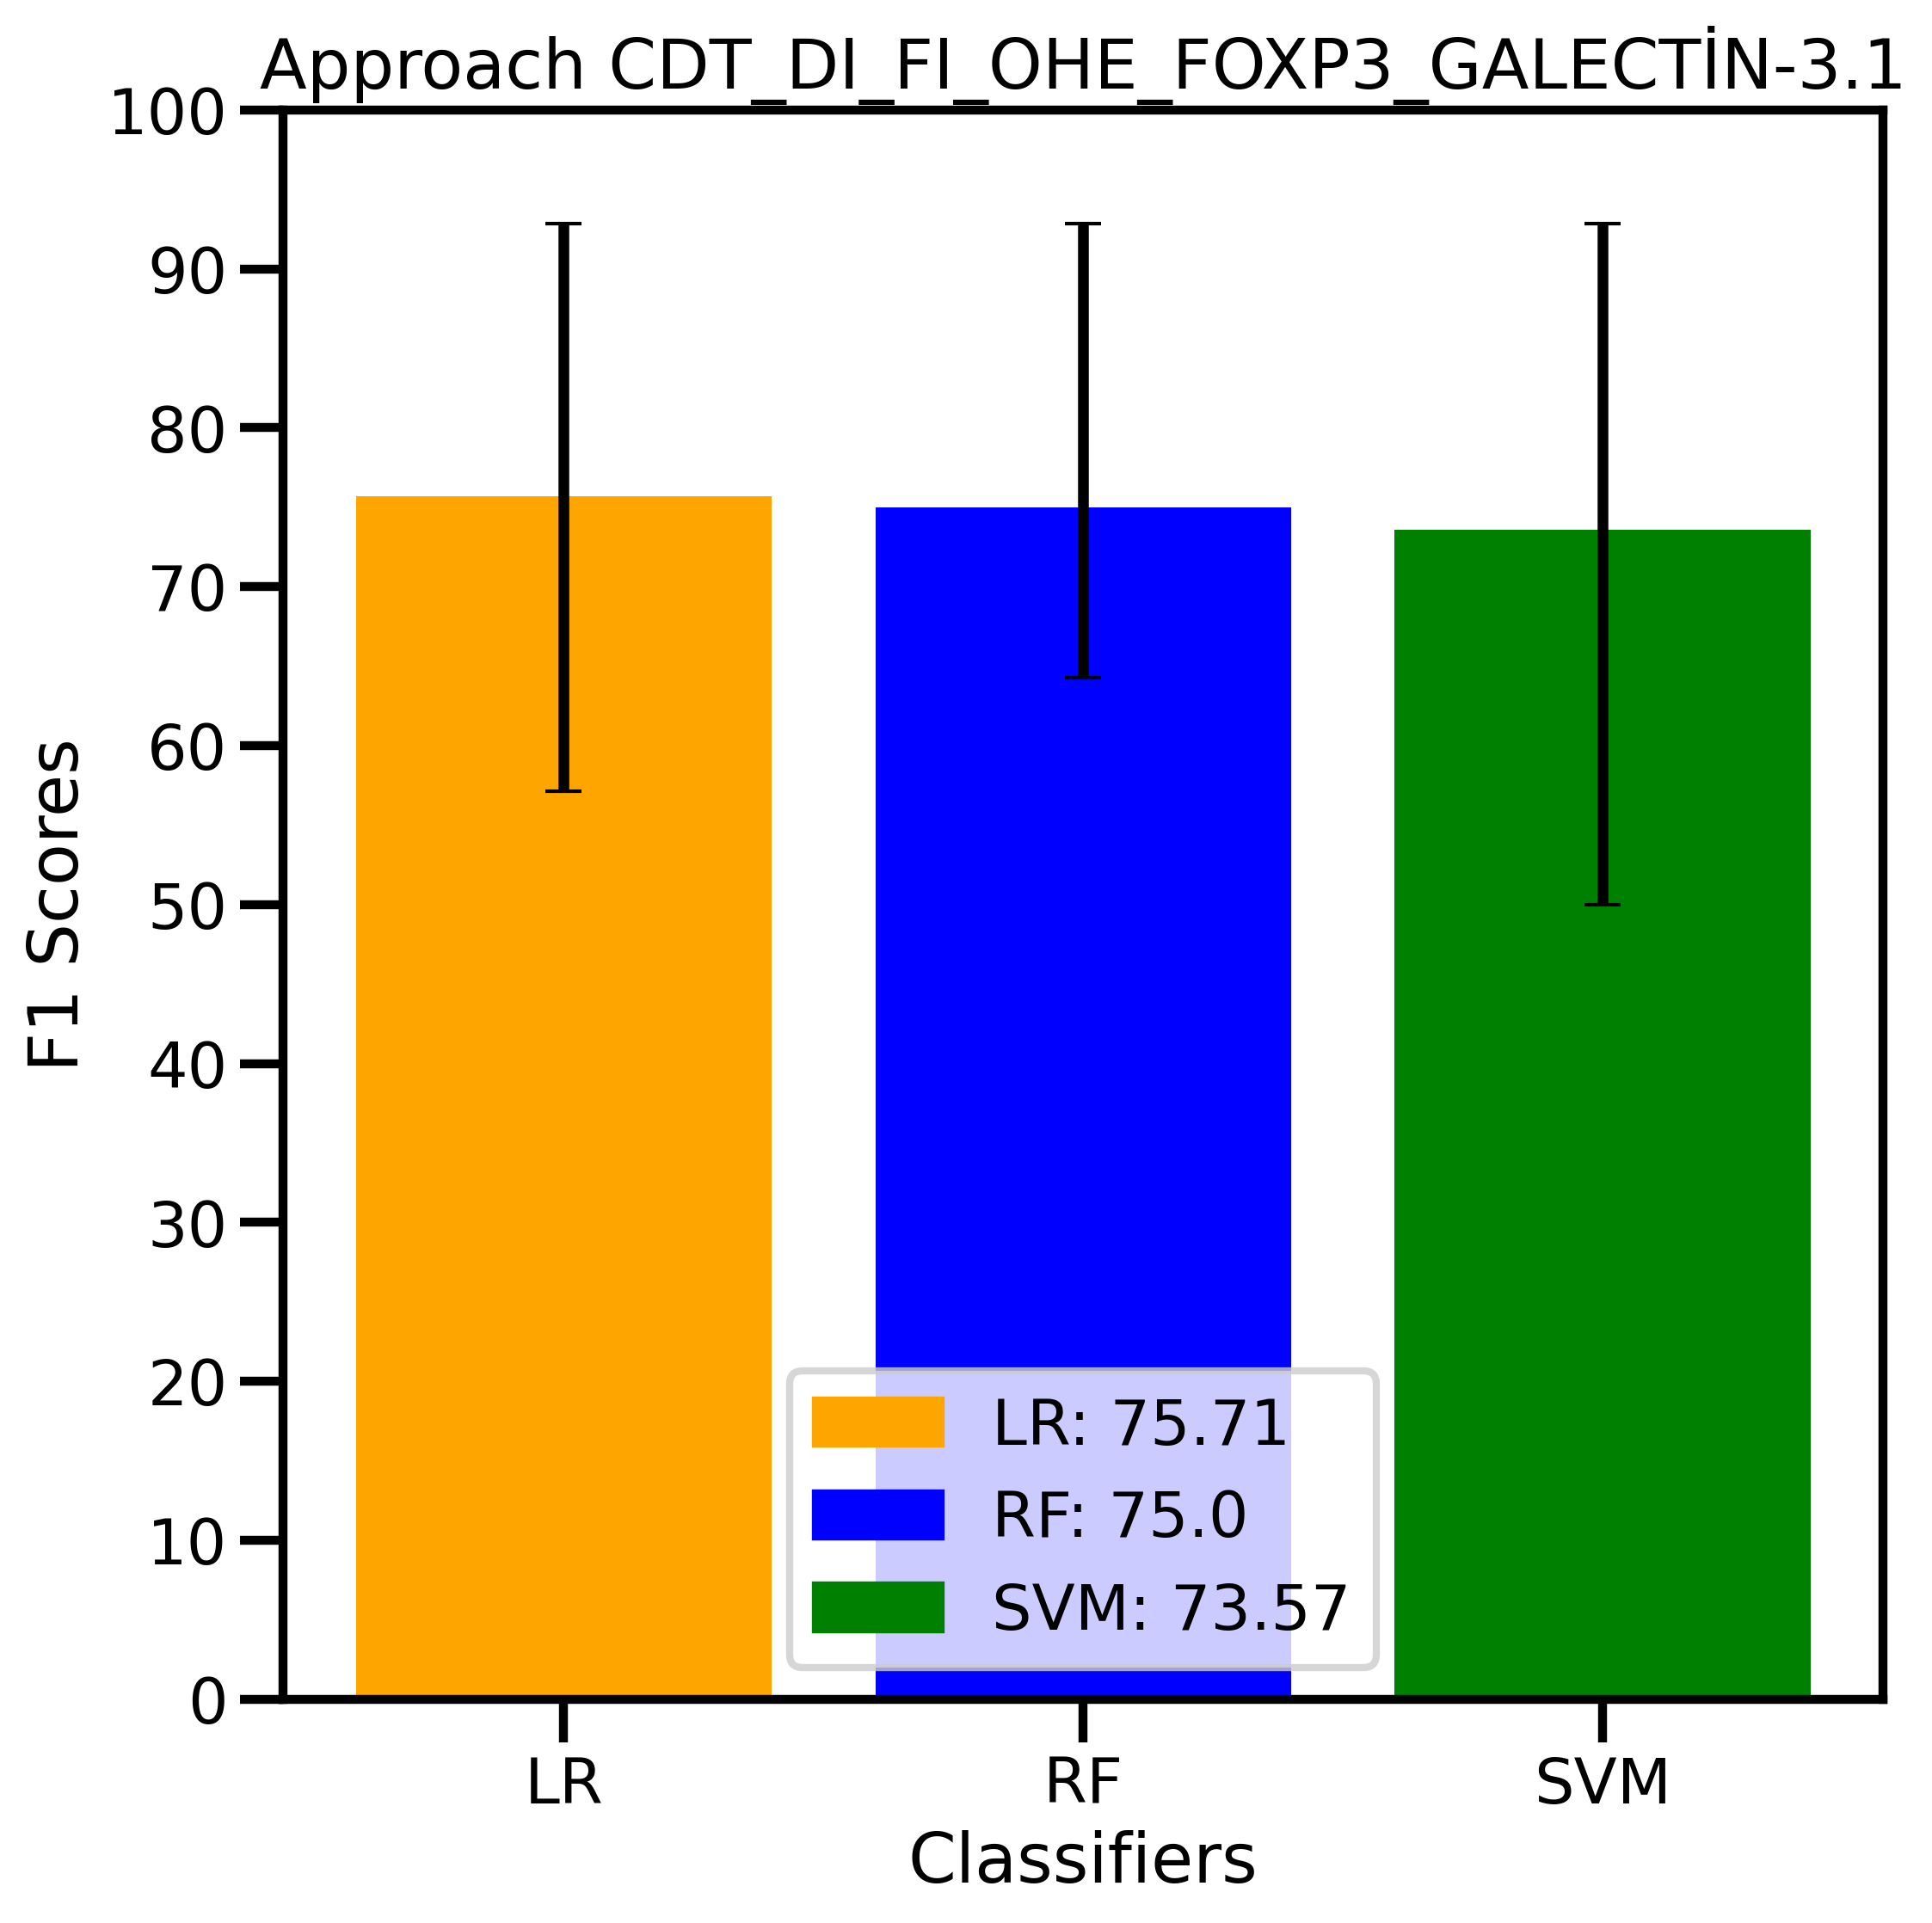 Approach CDT_DI_FI_OHE_FOXP3_GALECTİN-3.1
100
90
80
70
60
50
40
30
20
10
0
F1 Scores
LR: 75.71
RF: 75.0
SVM: 73.57
LR RF SVM
Classifiers